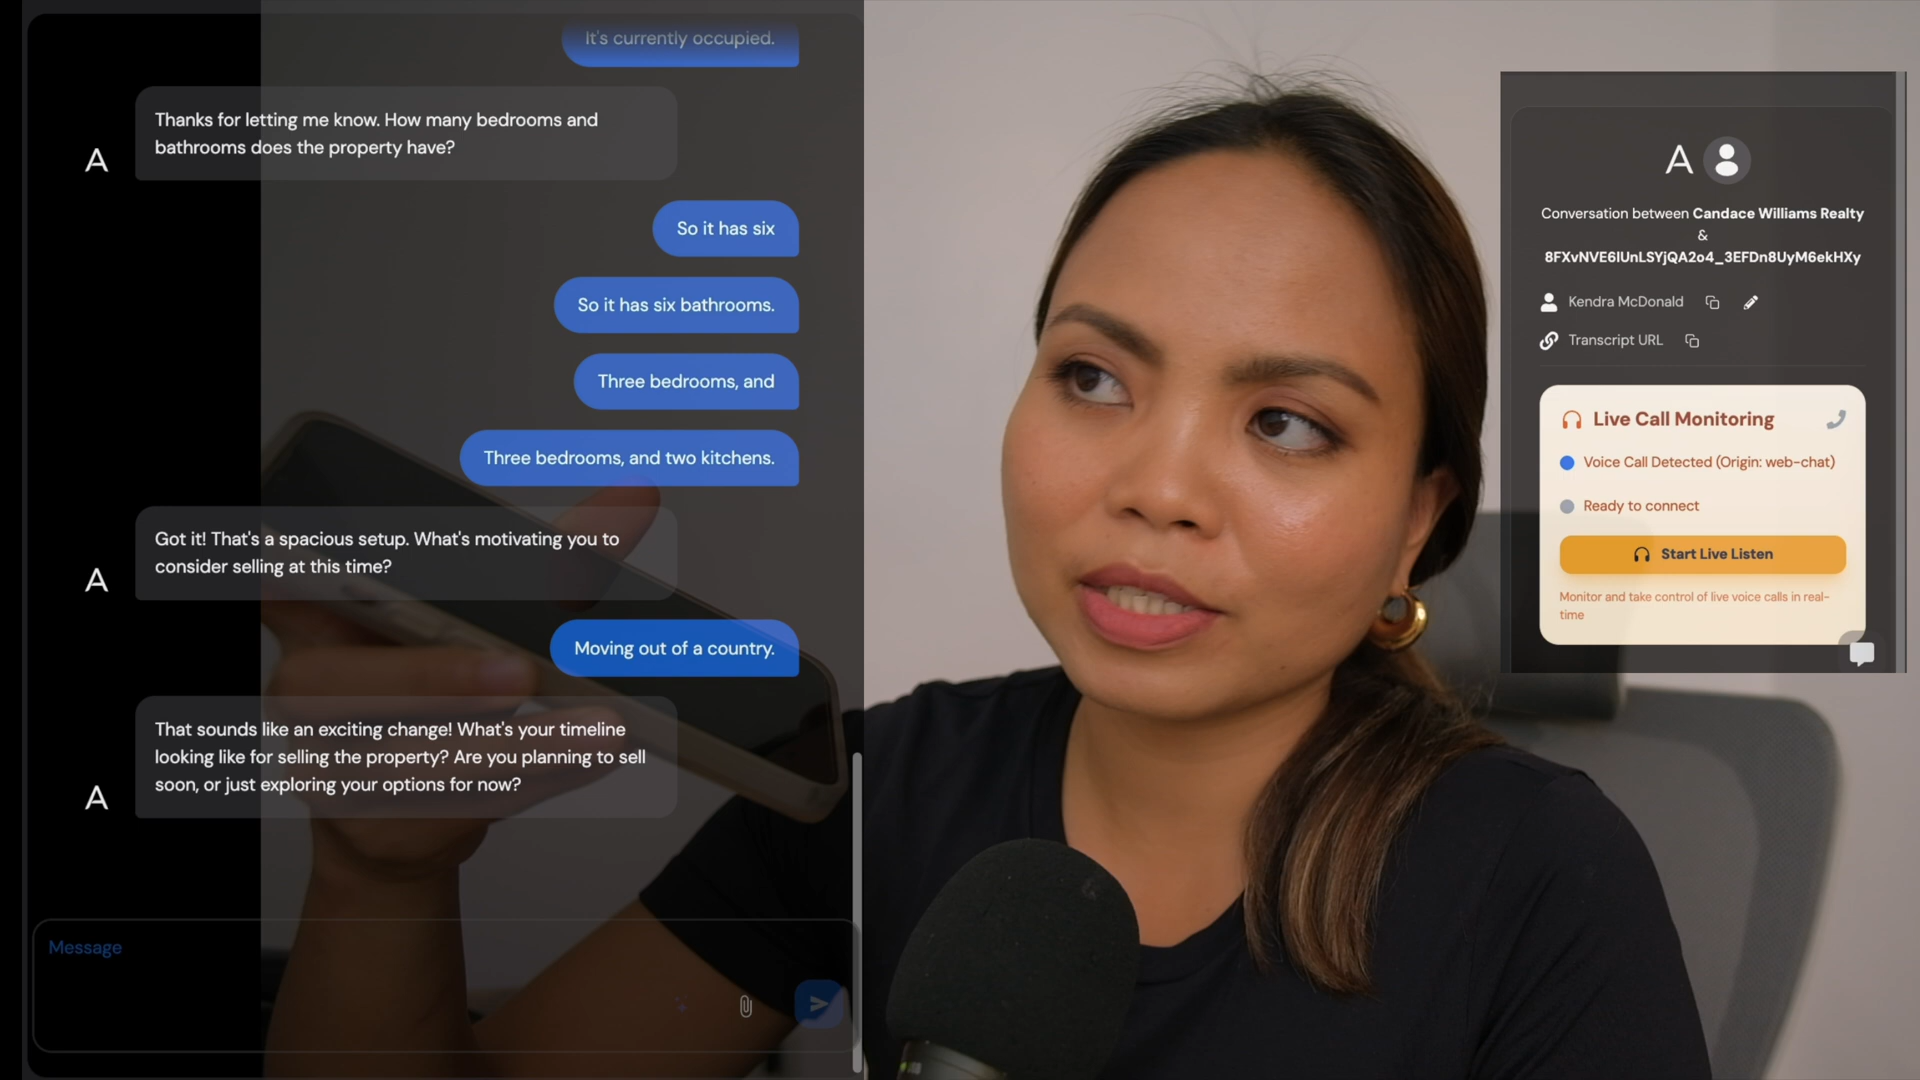 It's currently occupied.
Thanks for letting me know. How many bedrooms and
bathrooms does the property have?
A
So it has six
So it has six bathrooms.
Three bedrooms, and
Three bedrooms, and two kitchens.
Got it! That's a spacious setup. What's motivating you to
consider selling at this time?
A
Moving out of a country.
That sounds like an exciting change! What's your timeline
looking like for selling the property? Are you planning to sell
soon, or just exploring your options for now?
A
Message
A
Conversation between Candace Williams Realty
&
8FXvNVE6IUnLSYjQA2o4_3EFDn8UyM6ekHXy
Kendra McDonald
Transcript URL
Live Call Monitoring
Voice Call Detected (Origin: web-chat)
Ready to connect
Start Live Listen
Monitor and take control of live voice calls in real-
time